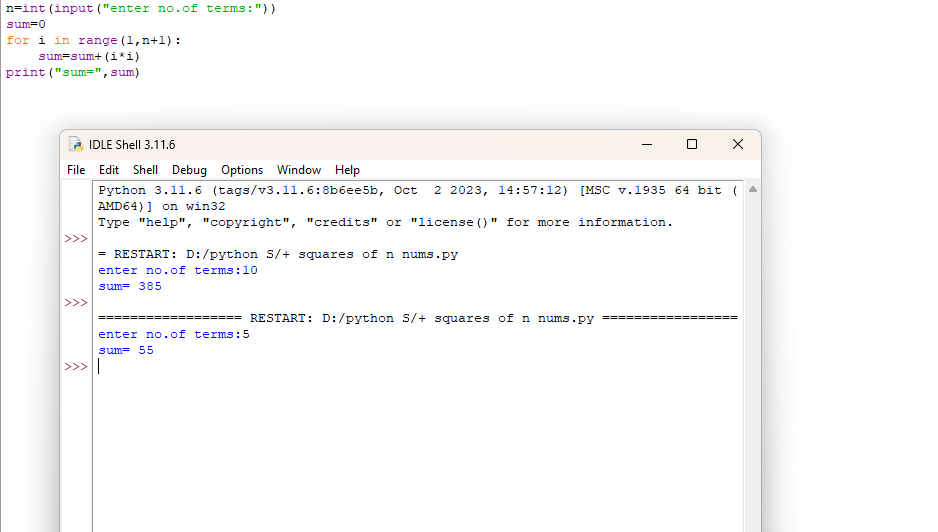 n=int(input("enter no.of terms:"))
sum=0
for i in range(1,n+1):
    sum=sum+(i*i)
print("sum=",sum)
IDLE Shell 3.11.6
File Edit Shell Debug Options Window Help
Python 3.11.6 (tags/v3.11.6:8b6ee5b, Oct  2 2023, 14:57:12) [MSC v.1935 64 bit (
AMD64)] on win32
Type "help", "copyright", "credits" or "license()" for more information.
>>>
= RESTART: D:/python S/+ squares of n nums.py
enter no.of terms:10
sum= 385
>>>
================== RESTART: D:/python S/+ squares of n nums.py =================
enter no.of terms:5
sum= 55
>>>